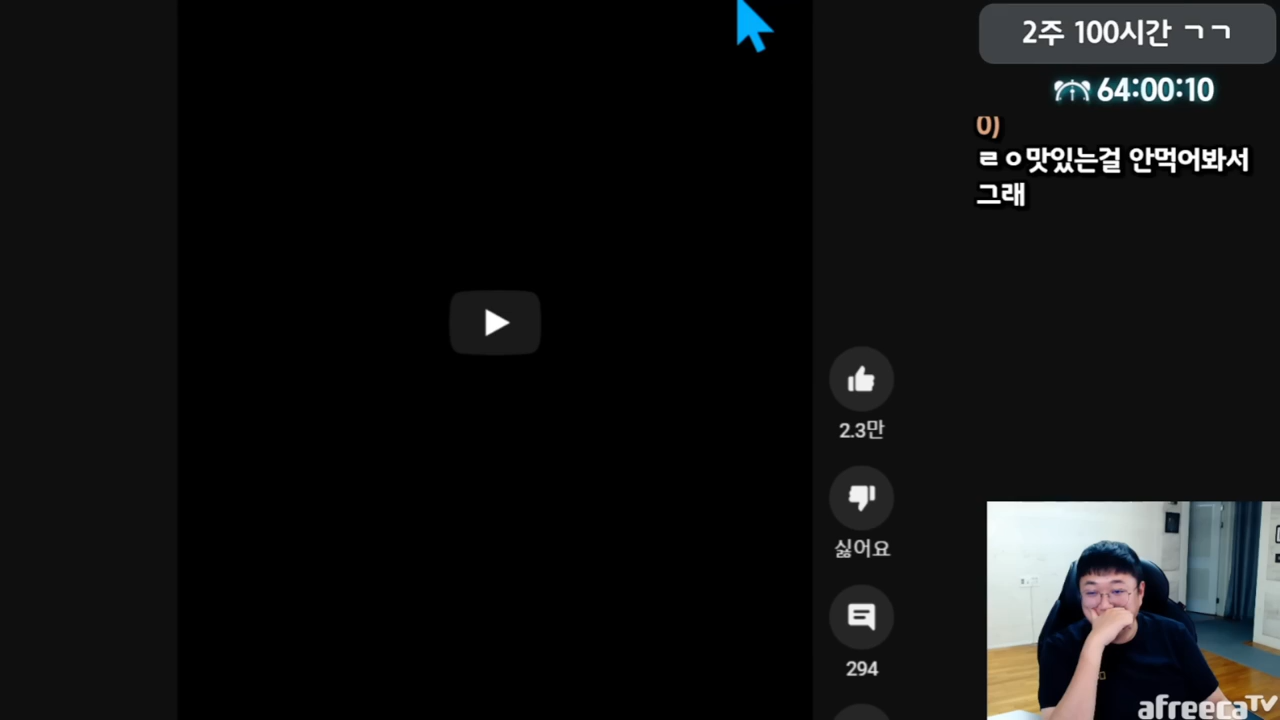 2주 100시간 ㄱㄱ
64:00:10
0)
ㄹㅇ맛있는걸 안먹어봐서
그래
2.3만
싫어요
294
afreecaTV